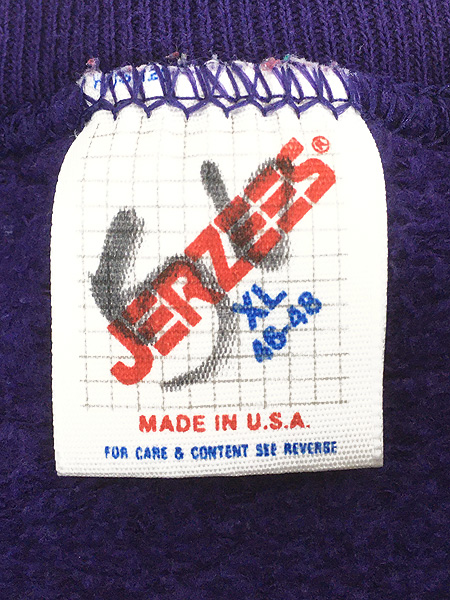 JERZEES®
XL
46-48
MADE IN U.S.A.
FOR CARE & CONTENT SEE REVERSE